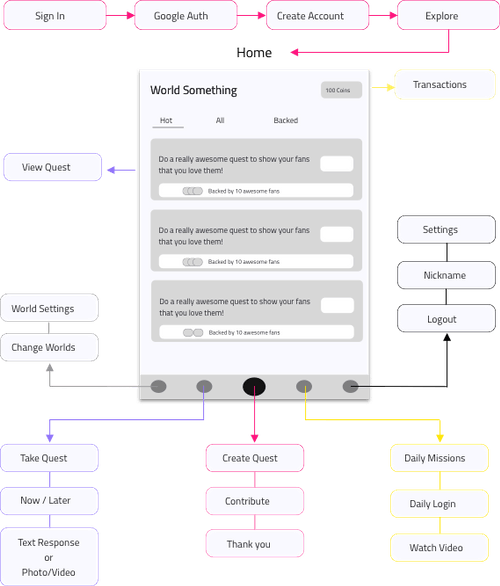 Sign In
Google Auth
Create Account
Explore
Home
World Something
100 Coins
Transactions
Hot
All
Backed
Do a really awesome quest to show your fans
that you love them!
Backed by 10 awesome fans
View Quest
Do a really awesome quest to show your fans
that you love them!
Backed by 10 awesome fans
Do a really awesome quest to show your fans
that you love them!
Backed by 10 awesome fans
Settings
Nickname
Logout
World Settings
Change Worlds
Take Quest
Now / Later
Text Response
or
Photo/Video
Create Quest
Contribute
Thank you
Daily Missions
Daily Login
Watch Video